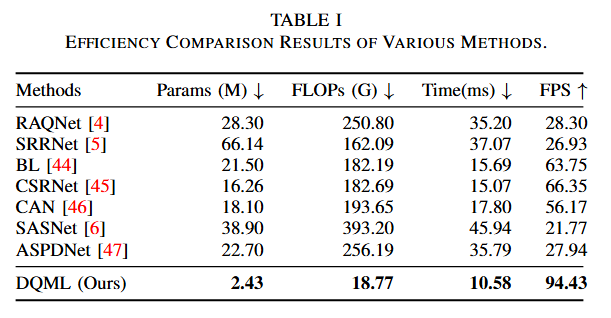 TABLE I
EFFICIENCY COMPARISON RESULTS OF VARIOUS METHODS.
Methods Params (M) ↓ FLOPs (G) ↓ Time(ms) ↓ FPS ↑
RAQNet [4] 28.30 250.80 35.20 28.30
SRRNet [5] 66.14 162.09 37.07 26.93
BL [44] 21.50 182.19 15.69 63.75
CSRNet [45] 16.26 182.69 15.07 66.35
CAN [46] 18.10 193.65 17.80 56.17
SASNet [6] 38.90 393.20 45.94 21.77
ASPDNet [47] 22.70 256.19 35.79 27.94
DQML (Ours) 2.43 18.77 10.58 94.43